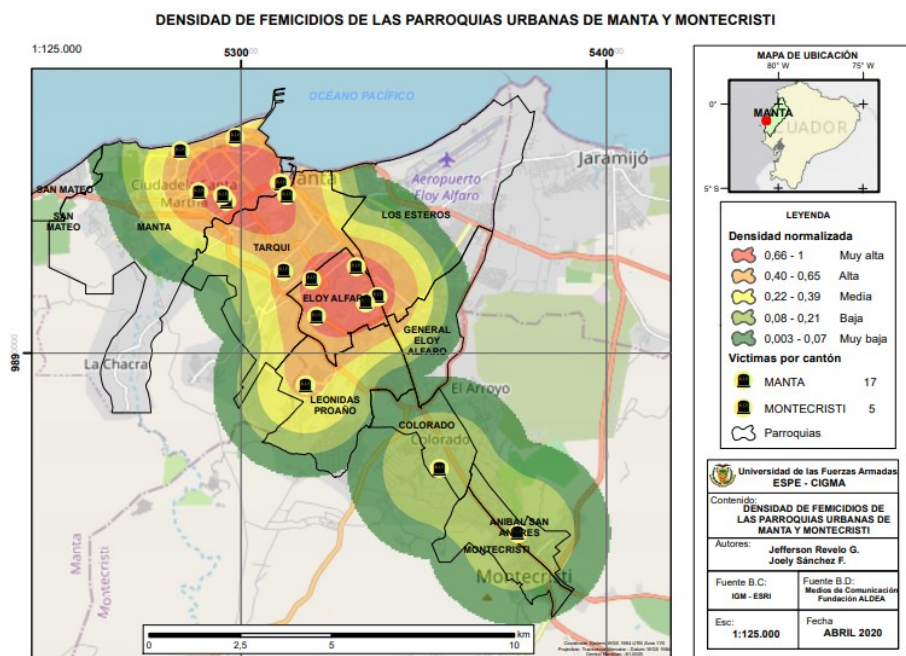 DENSIDAD DE FEMICIDIOS DE LAS PARROQUIAS URBANAS DE MANTA Y MONTECRISTI
1:125.000
5300
5400
989
OCÉANO PACÍFICO
Jaramijó
Aeropuerto
Eloy Alfaro
Ciudadela Santa
Martha
SAN MATEO
SAN
MATEO
MANTA
TARQUI
LOS ESTEROS
ELOY ALFARO
GENERAL
ELOY
ALFARO
La Chacra
LEONIDAS
PROAÑO
El Arroyo
COLORADO
Colorado
ANIBAL SAN
ANDRES
MONTECRISTI
Montecristi
Manta
Montecristi
0
2,5
5
10
km
MAPA DE UBICACIÓN
80° W
75° W
0°
5° S
MANTA
ECUADOR
LEYENDA
Densidad normalizada
0,66 - 1 Muy alta
0,40 - 0,65 Alta
0,22 - 0,39 Media
0,08 - 0,21 Baja
0,003 - 0,07 Muy baja
Víctimas por cantón
MANTA 17
MONTECRISTI 5
Parroquias
Universidad de las Fuerzas Armadas
ESPE - CIGMA
Contenido:
DENSIDAD DE FEMICIDIOS DE
LAS PARROQUIAS URBANAS DE
MANTA Y MONTECRISTI
Autores:
Jefferson Revelo G.
Joely Sánchez F.
Fuente B.C:
IGM - ESRI
Fuente B.D:
Medios de Comunicación
Fundación ALDEA
Esc:
1:125.000
Fecha
ABRIL 2020